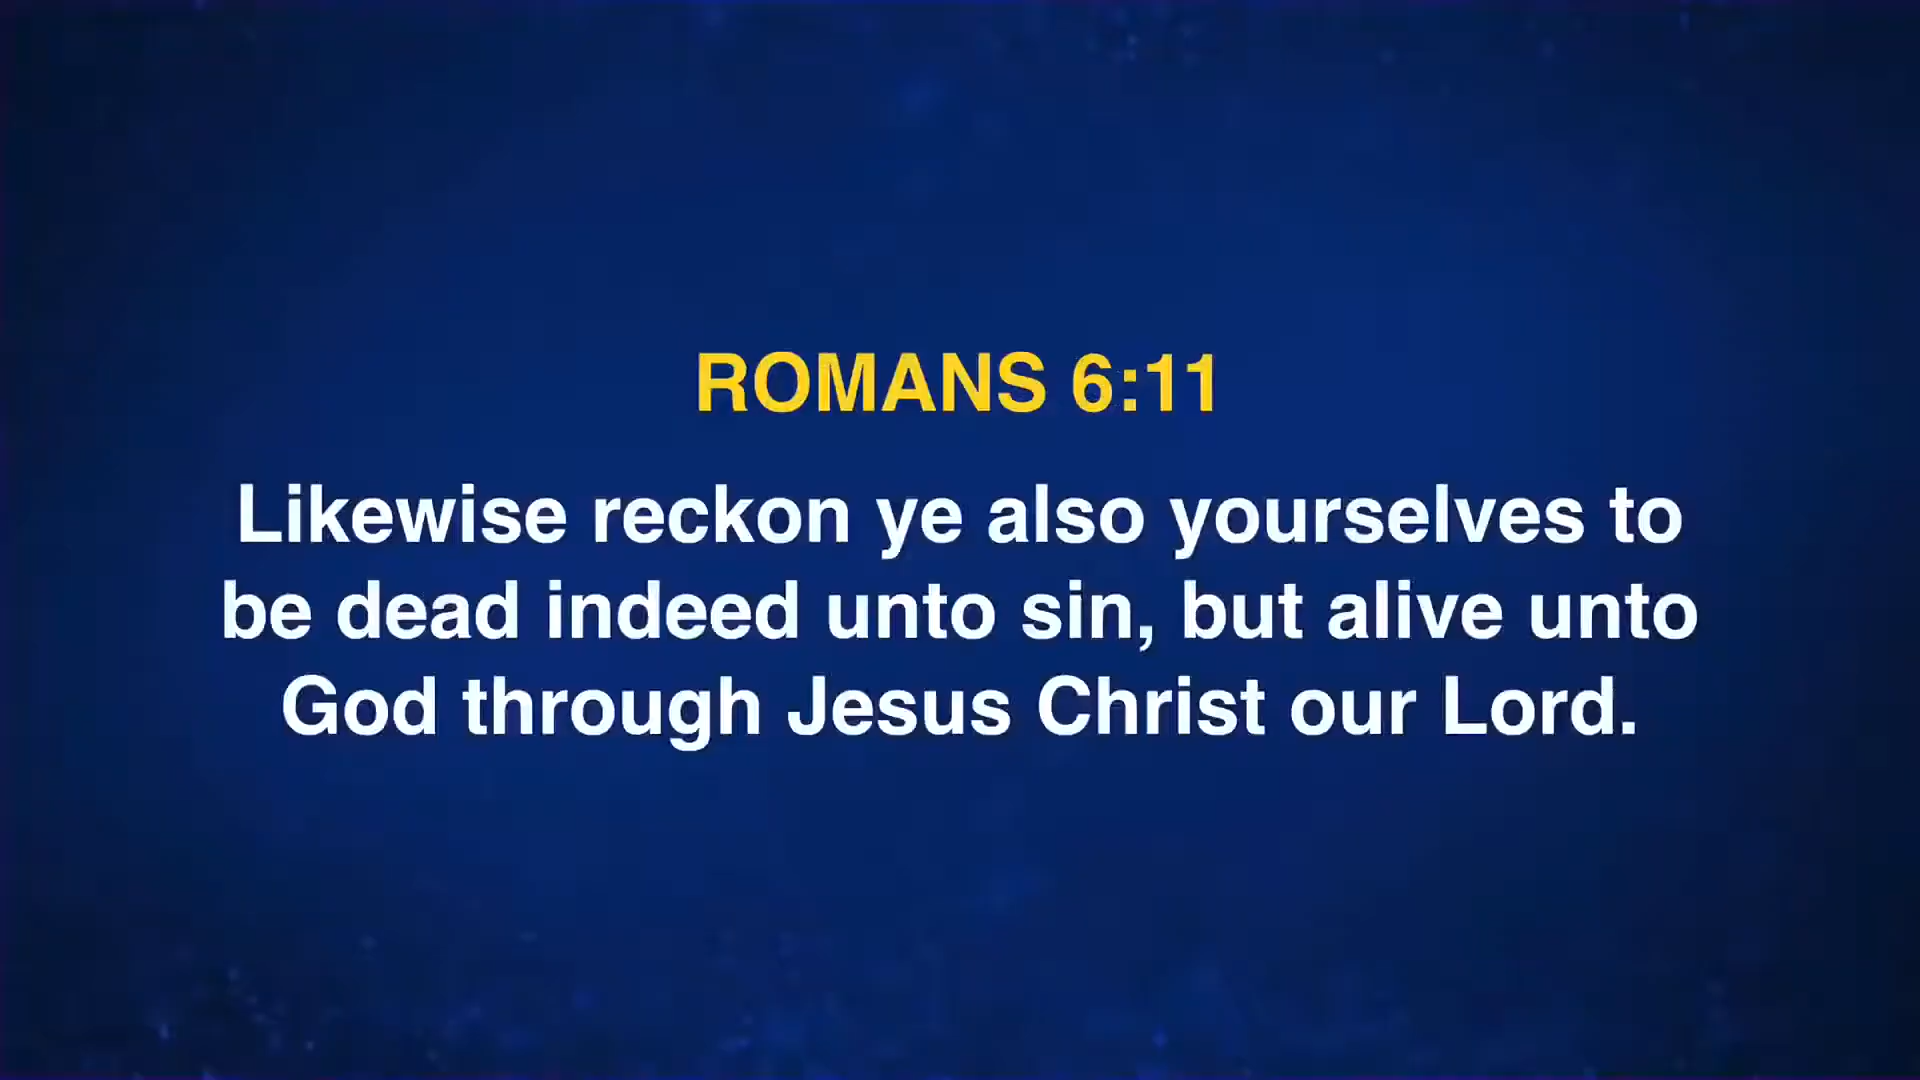 ROMANS 6:11
Likewise reckon ye also yourselves to
be dead indeed unto sin, but alive unto
God through Jesus Christ our Lord.